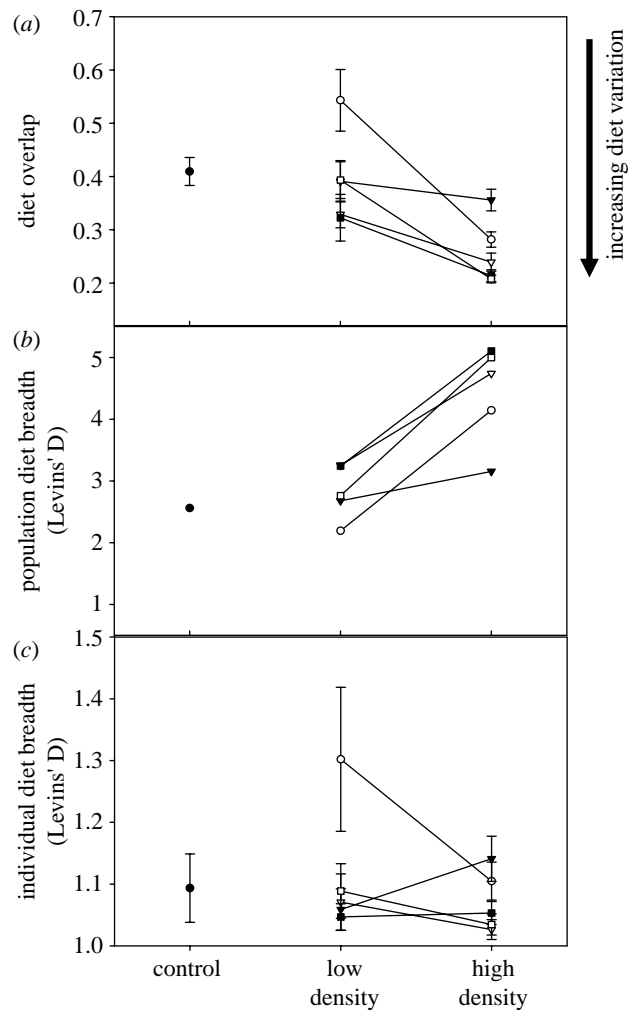 (a)
0.7
0.6
0.5
0.4
0.3
0.2
diet overlap
increasing diet variation
(b)
5
4
3
2
1
population diet breadth
(Levins' D)
(c)
1.5
1.4
1.3
1.2
1.1
1.0
individual diet breadth
(Levins' D)
control
low
density
high
density